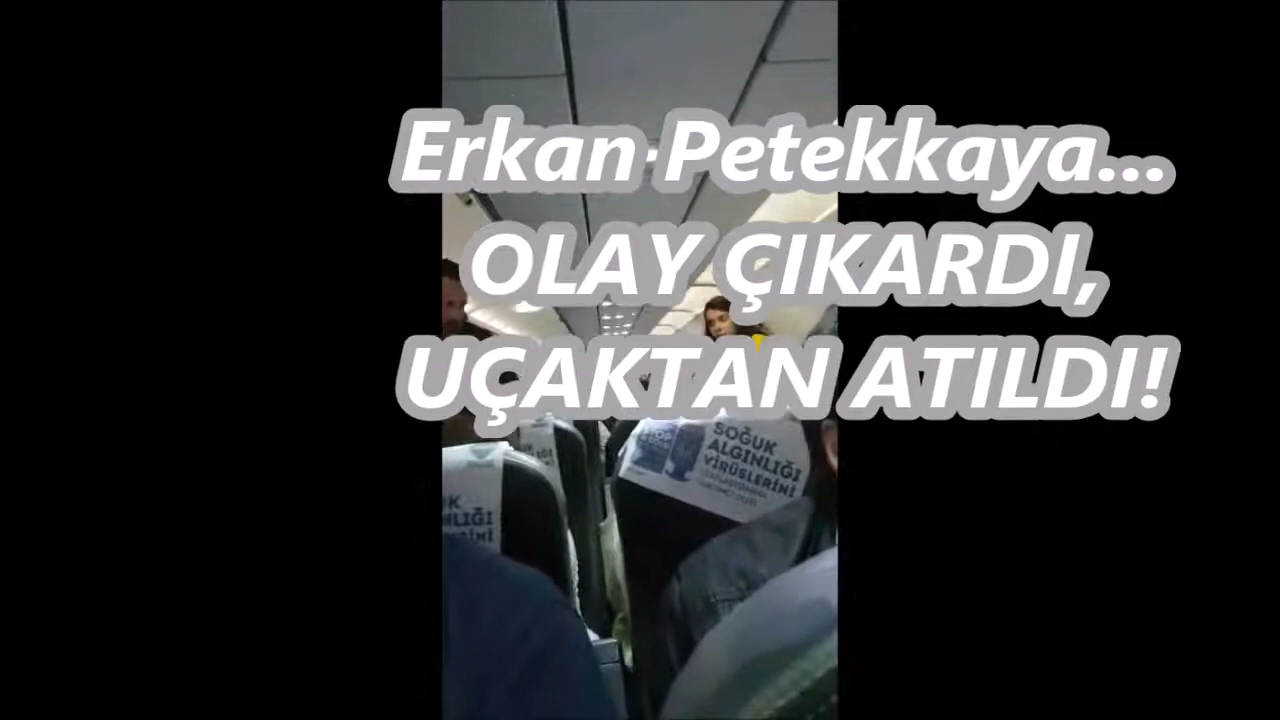 Erkan Petekkaya...
OLAY ÇIKARDI,
UÇAKTAN ATILDI!
SOĞUK
ALGINLIĞI
VİRÜSLERİNİ